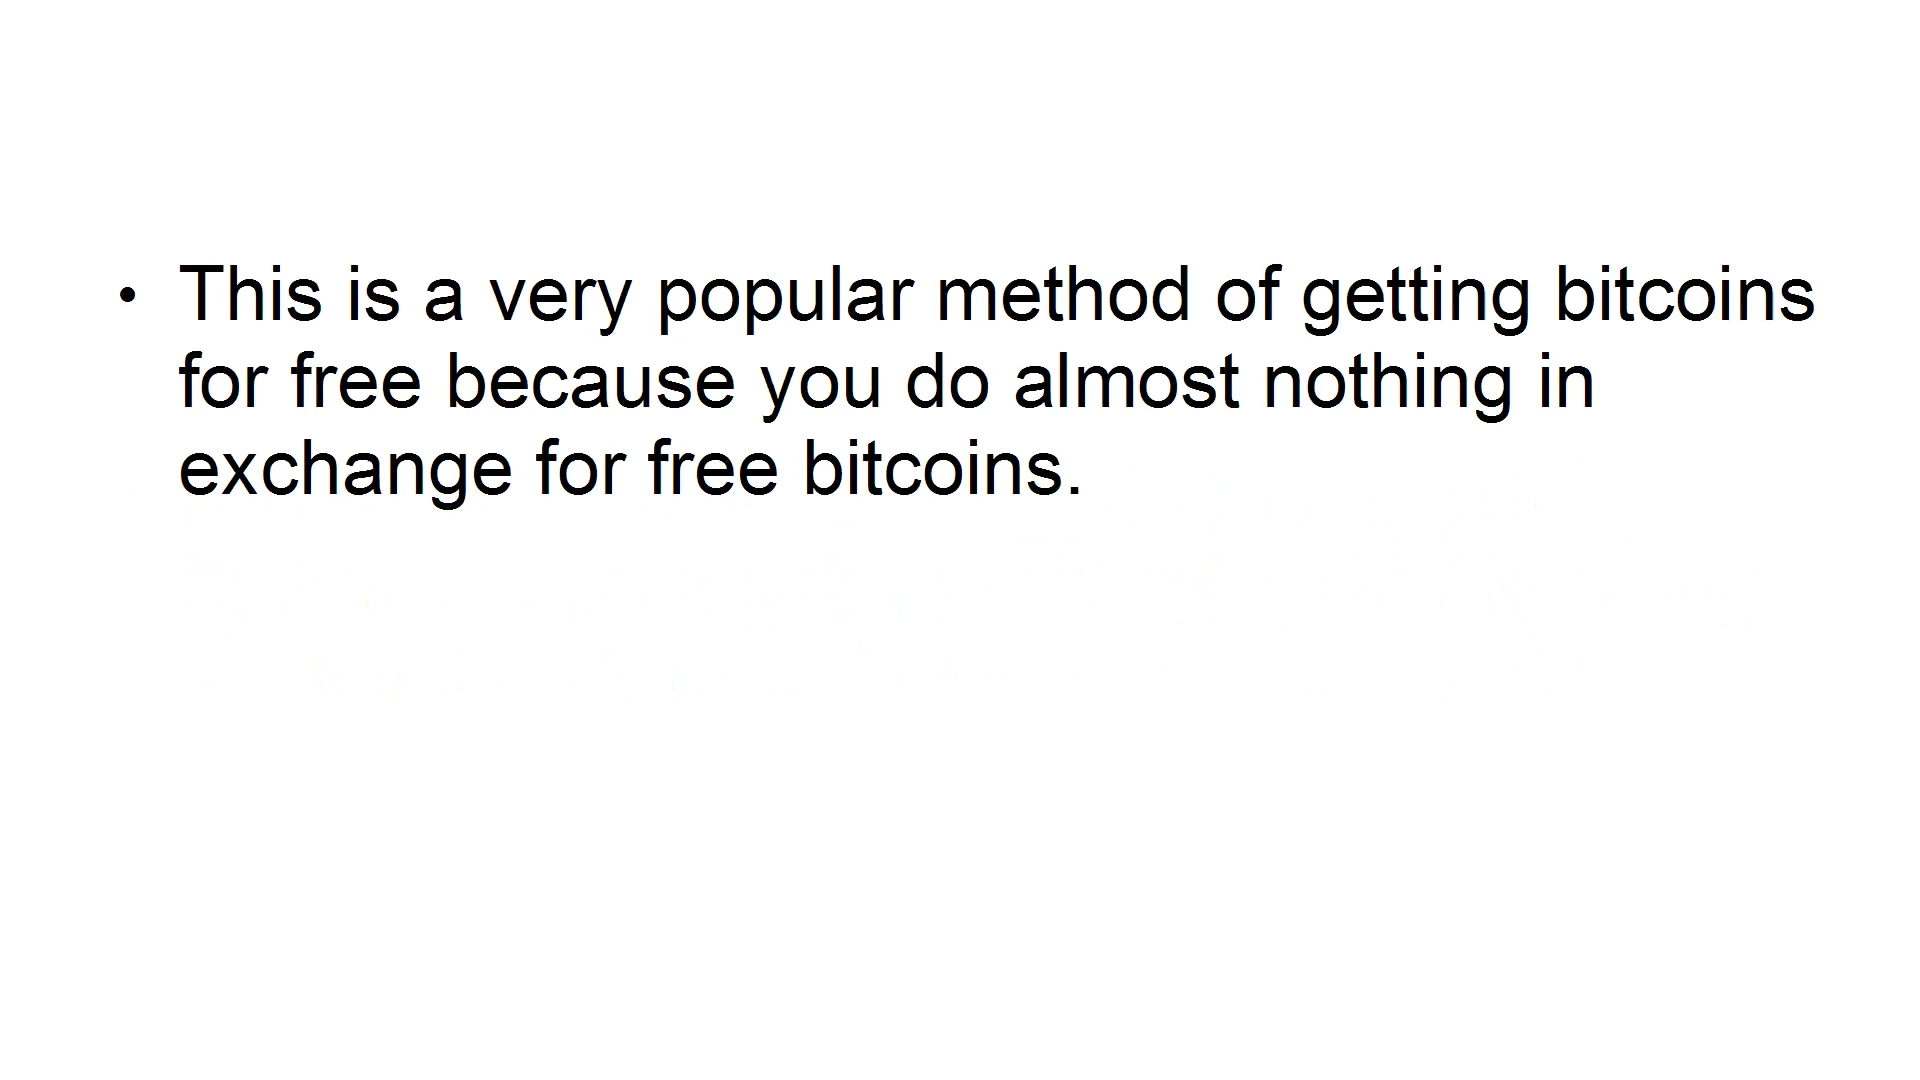 • This is a very popular method of getting bitcoins
for free because you do almost nothing in
exchange for free bitcoins.